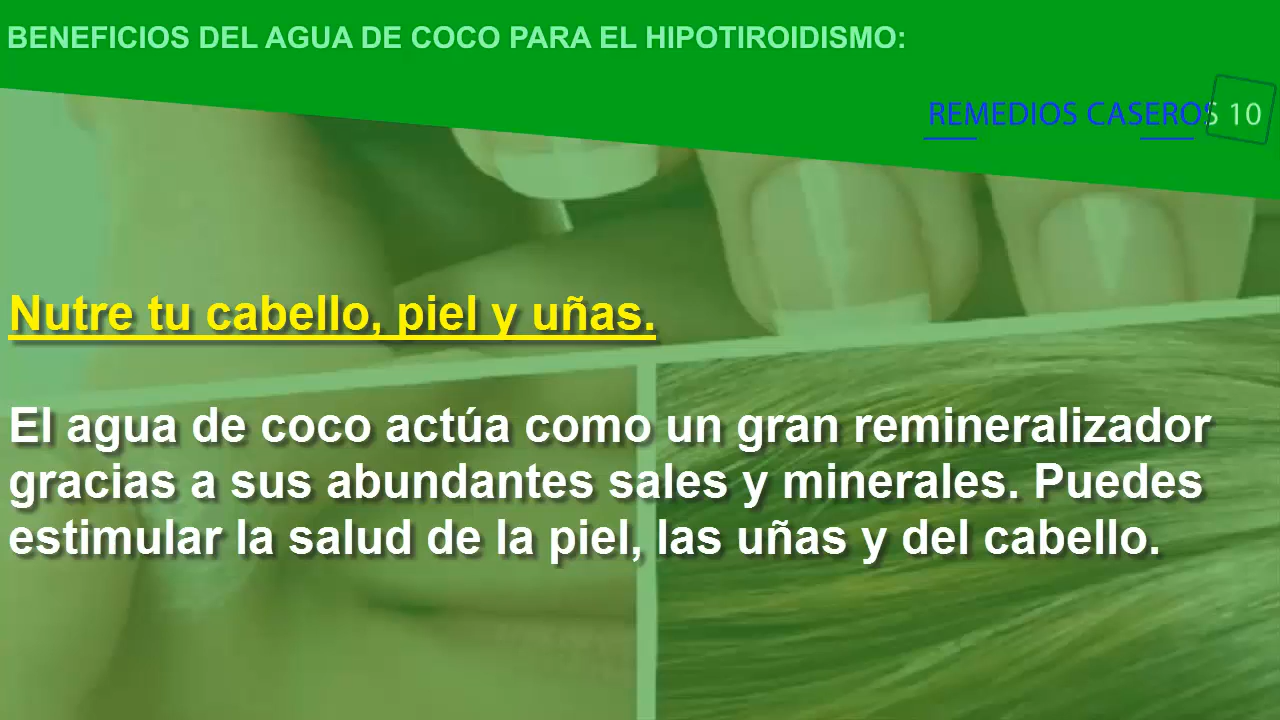 BENEFICIOS DEL AGUA DE COCO PARA EL HIPOTIROIDISMO:
REMEDIOS CASEROS 10
Nutre tu cabello, piel y uñas.
El agua de coco actúa como un gran remineralizador
gracias a sus abundantes sales y minerales. Puedes
estimular la salud de la piel, las uñas y del cabello.